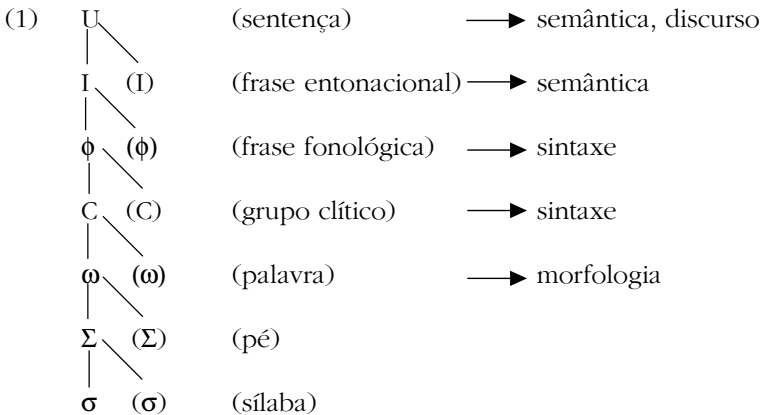 (1) U (sentença) → semântica, discurso
I (I) (frase entonacional) → semântica
ϕ (ϕ) (frase fonológica) → sintaxe
C (C) (grupo clítico) → sintaxe
ω (ω) (palavra) → morfologia
Σ (Σ) (pé)
σ (σ) (sílaba)